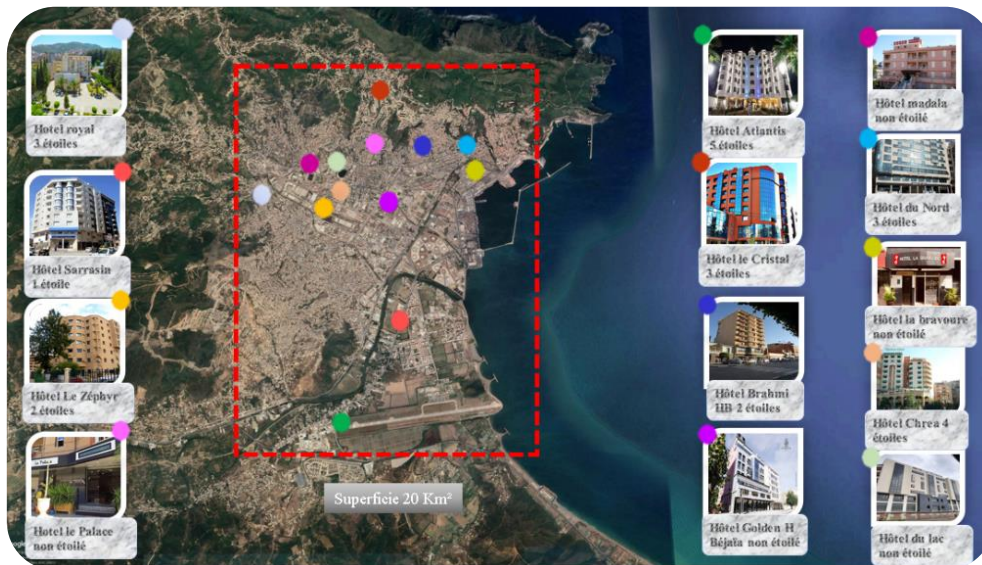 Hotel royal
3 étoiles
Hôtel Sarrasin
1 étoile
Hôtel Le Zéphyr
2 étoiles
Hotel le Palace
non étoilé
Superficie 20 Km²
Hôtel Atlantis
5 étoiles
Hôtel le Cristal
3 étoiles
Hôtel Brahmi
HB 2 étoiles
Hôtel Golden H
Béjaïa non étoilé
Hôtel madala
non étoilé
Hôtel du Nord
3 étoiles
Hôtel la bravoure
non étoilé
Hôtel Chrea 4
étoiles
Hôtel du lac
non étoilé